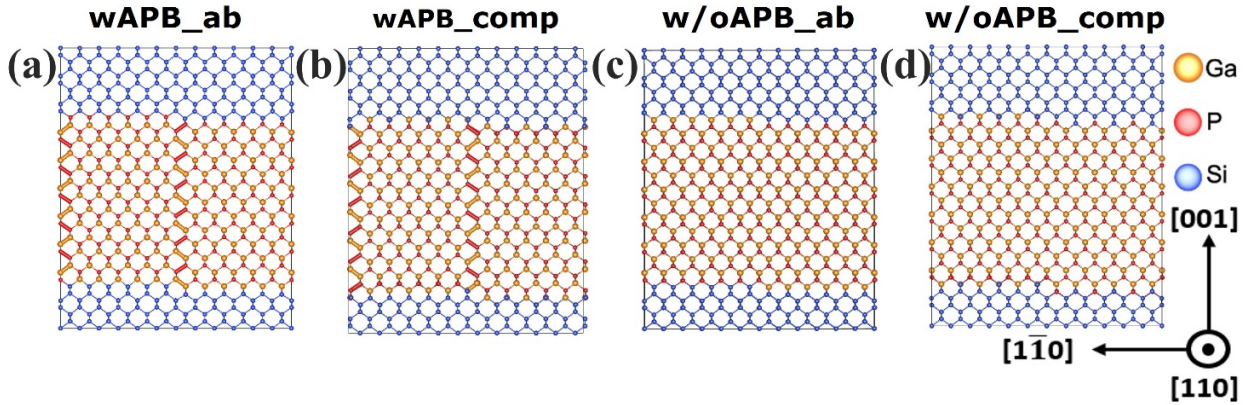 wAPB_ab
wAPB_comp
w/oAPB_ab
w/oAPB_comp
(a)
(b)
(c)
(d)
Ga
P
Si
[001]
[11̅0]
[110]